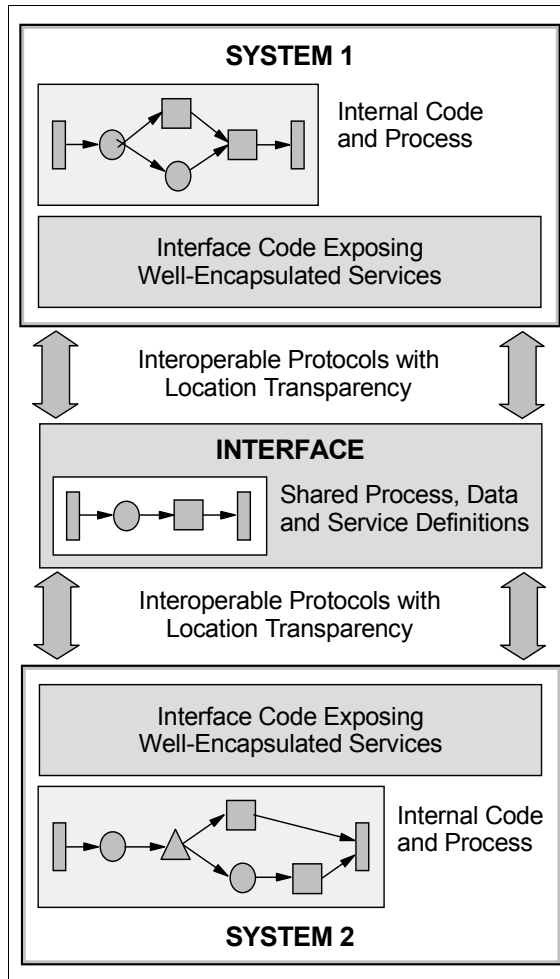 SYSTEM 1
Internal Code
and Process
Interface Code Exposing
Well-Encapsulated Services
Interoperable Protocols with
Location Transparency
INTERFACE
Shared Process, Data
and Service Definitions
Interoperable Protocols with
Location Transparency
Interface Code Exposing
Well-Encapsulated Services
Internal Code
and Process
SYSTEM 2